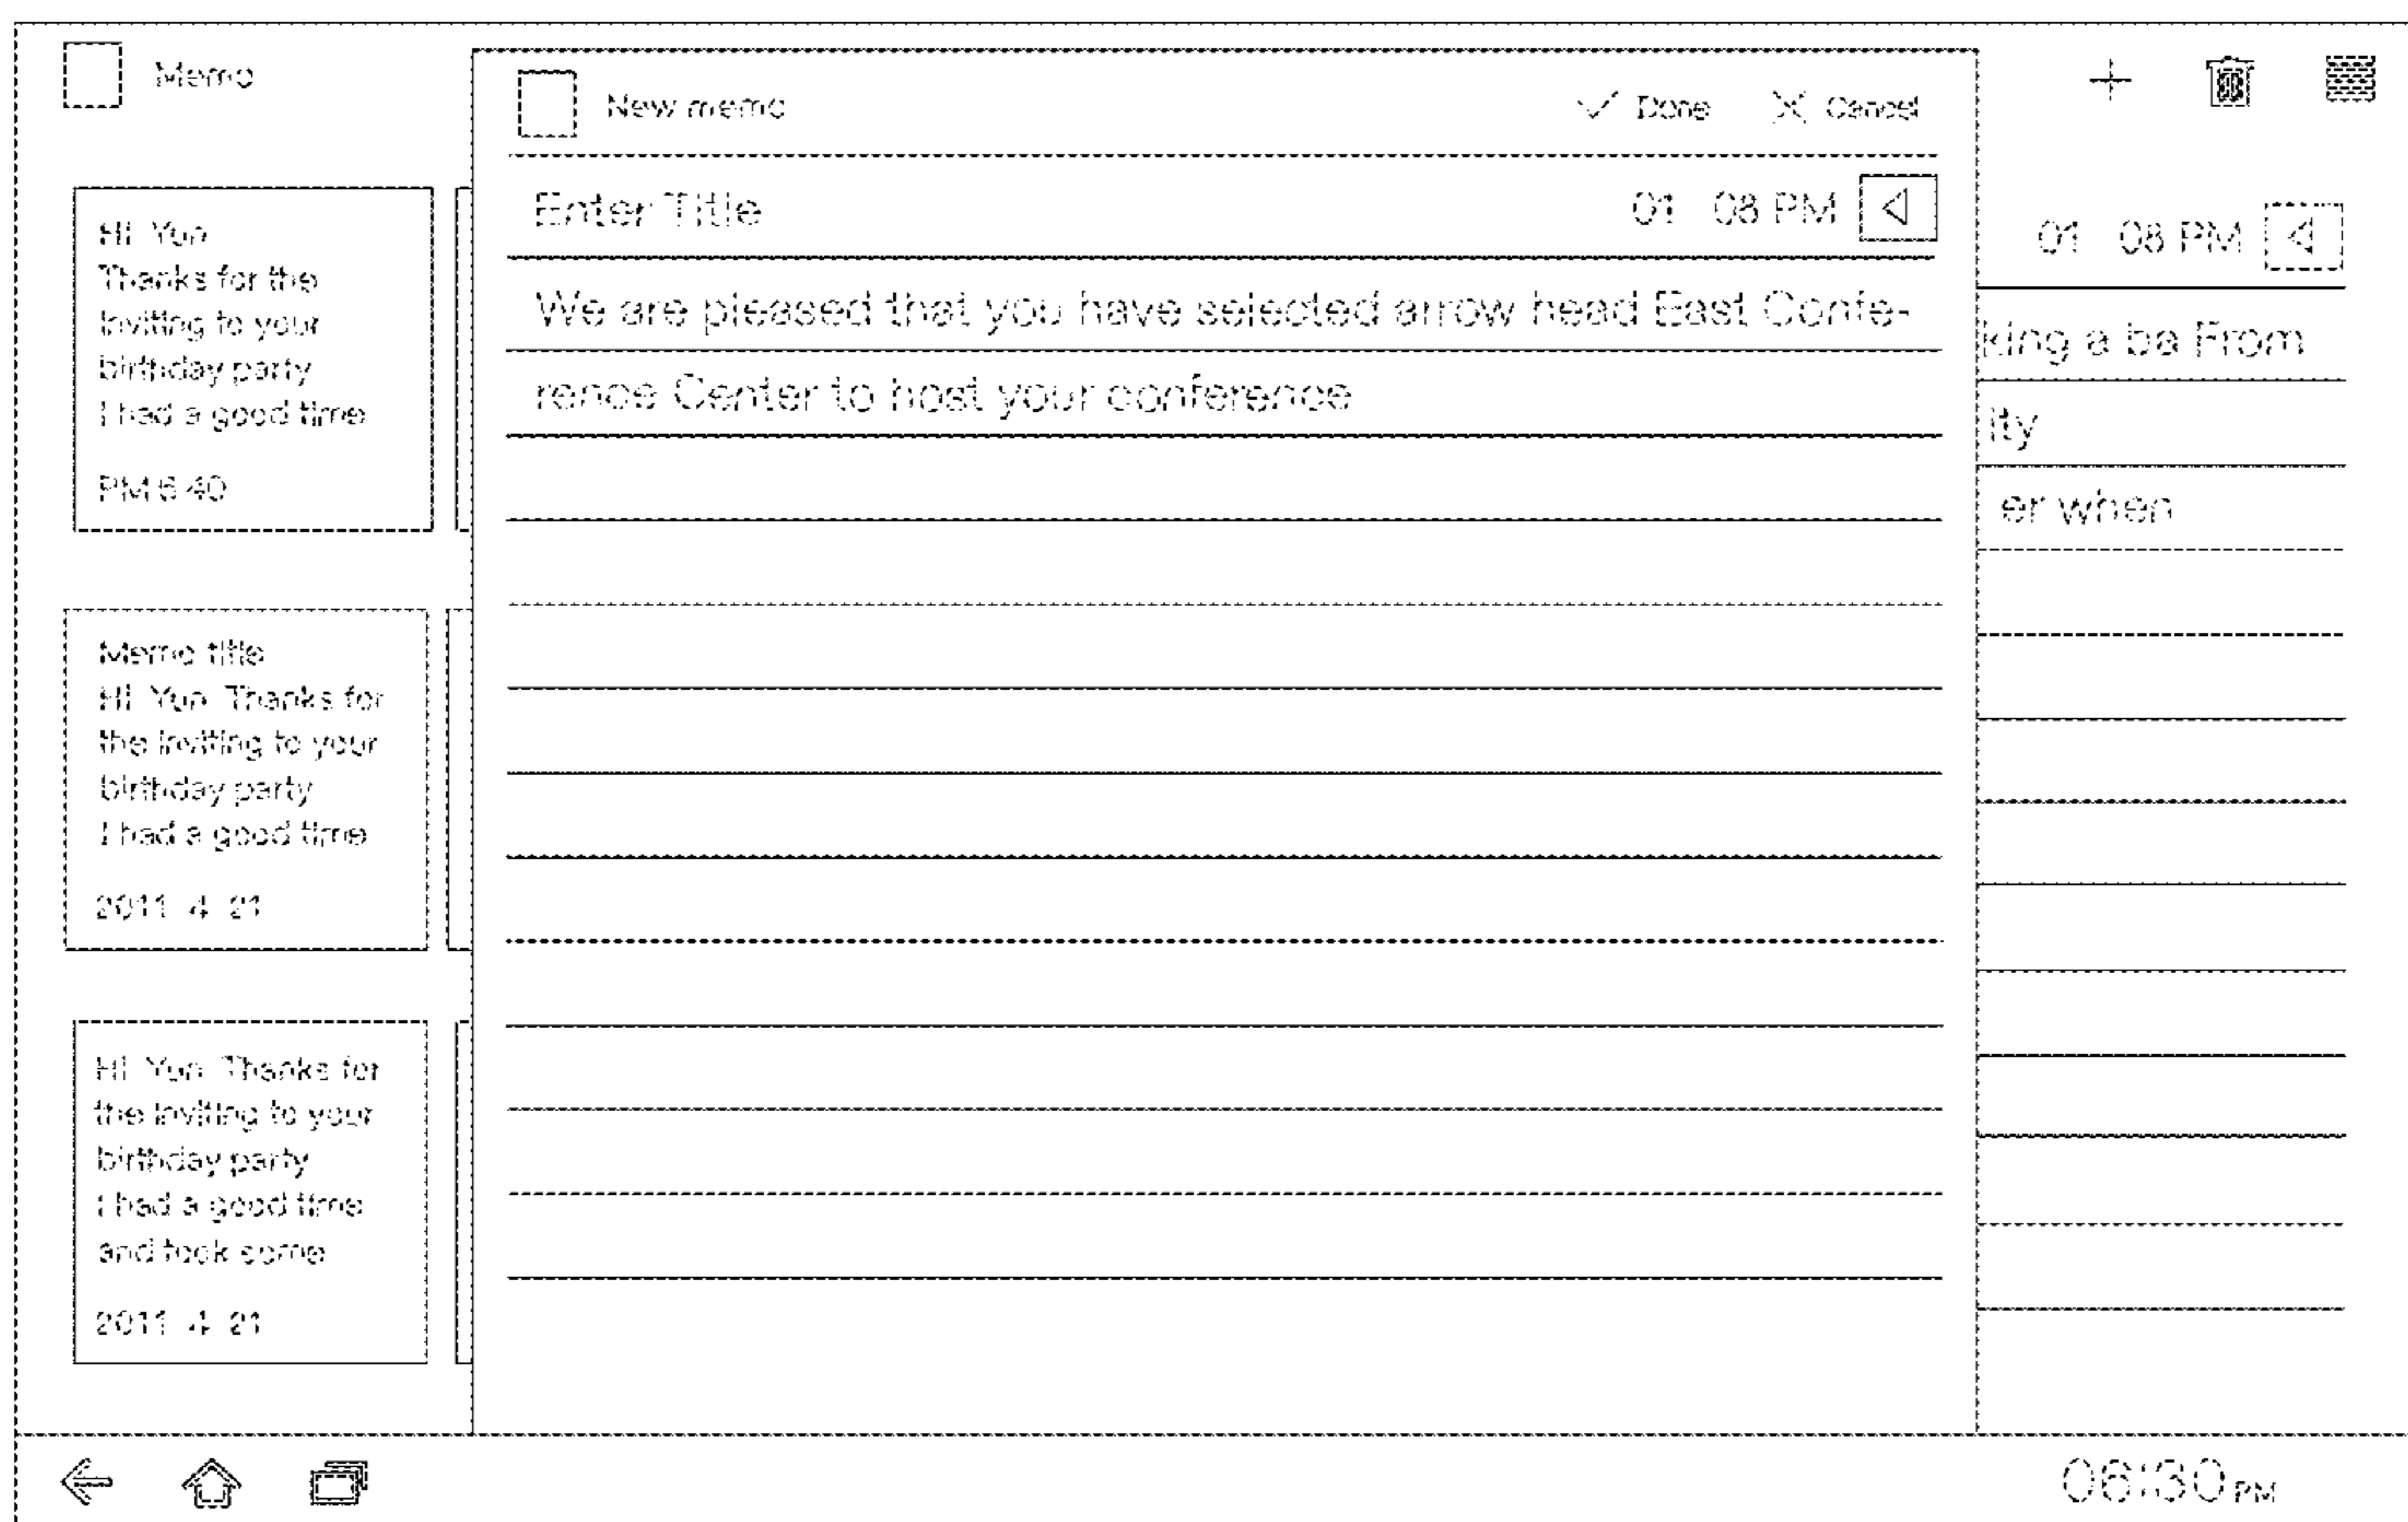 Memo
Hi Yun
Thanks for the
inviting to your
birthday party
I had a good time
PM 6 40
Memo title
Hi Yun Thanks for
the inviting to your
birthday party
I had a good time
2011 4 21
Hi Yun Thanks for
the inviting to your
birthday party
I had a good time
and took some
2011 4 21
New memo Done Cancel
Enter Title 01 08 PM
We are pleased that you have selected arrow head East Confe-
rence Center to host your conference
01 08 PM
king a be From
ity
er when
06:30 PM